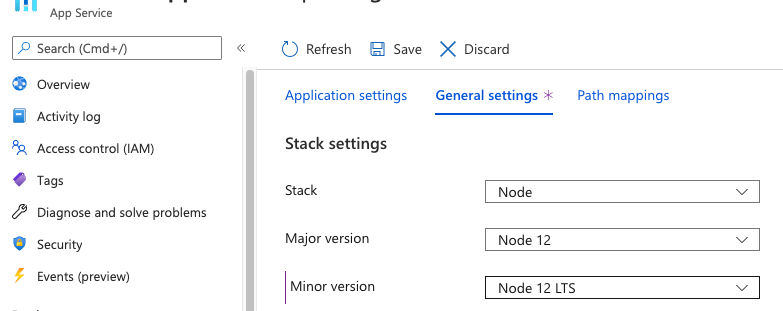 App Service
Search (Cmd+/)
«
Refresh
Save
Discard
Overview
Activity log
Access control (IAM)
Tags
Diagnose and solve problems
Security
Events (preview)
Application settings
General settings *
Path mappings
Stack settings
Stack
Node
Major version
Node 12
Minor version
Node 12 LTS